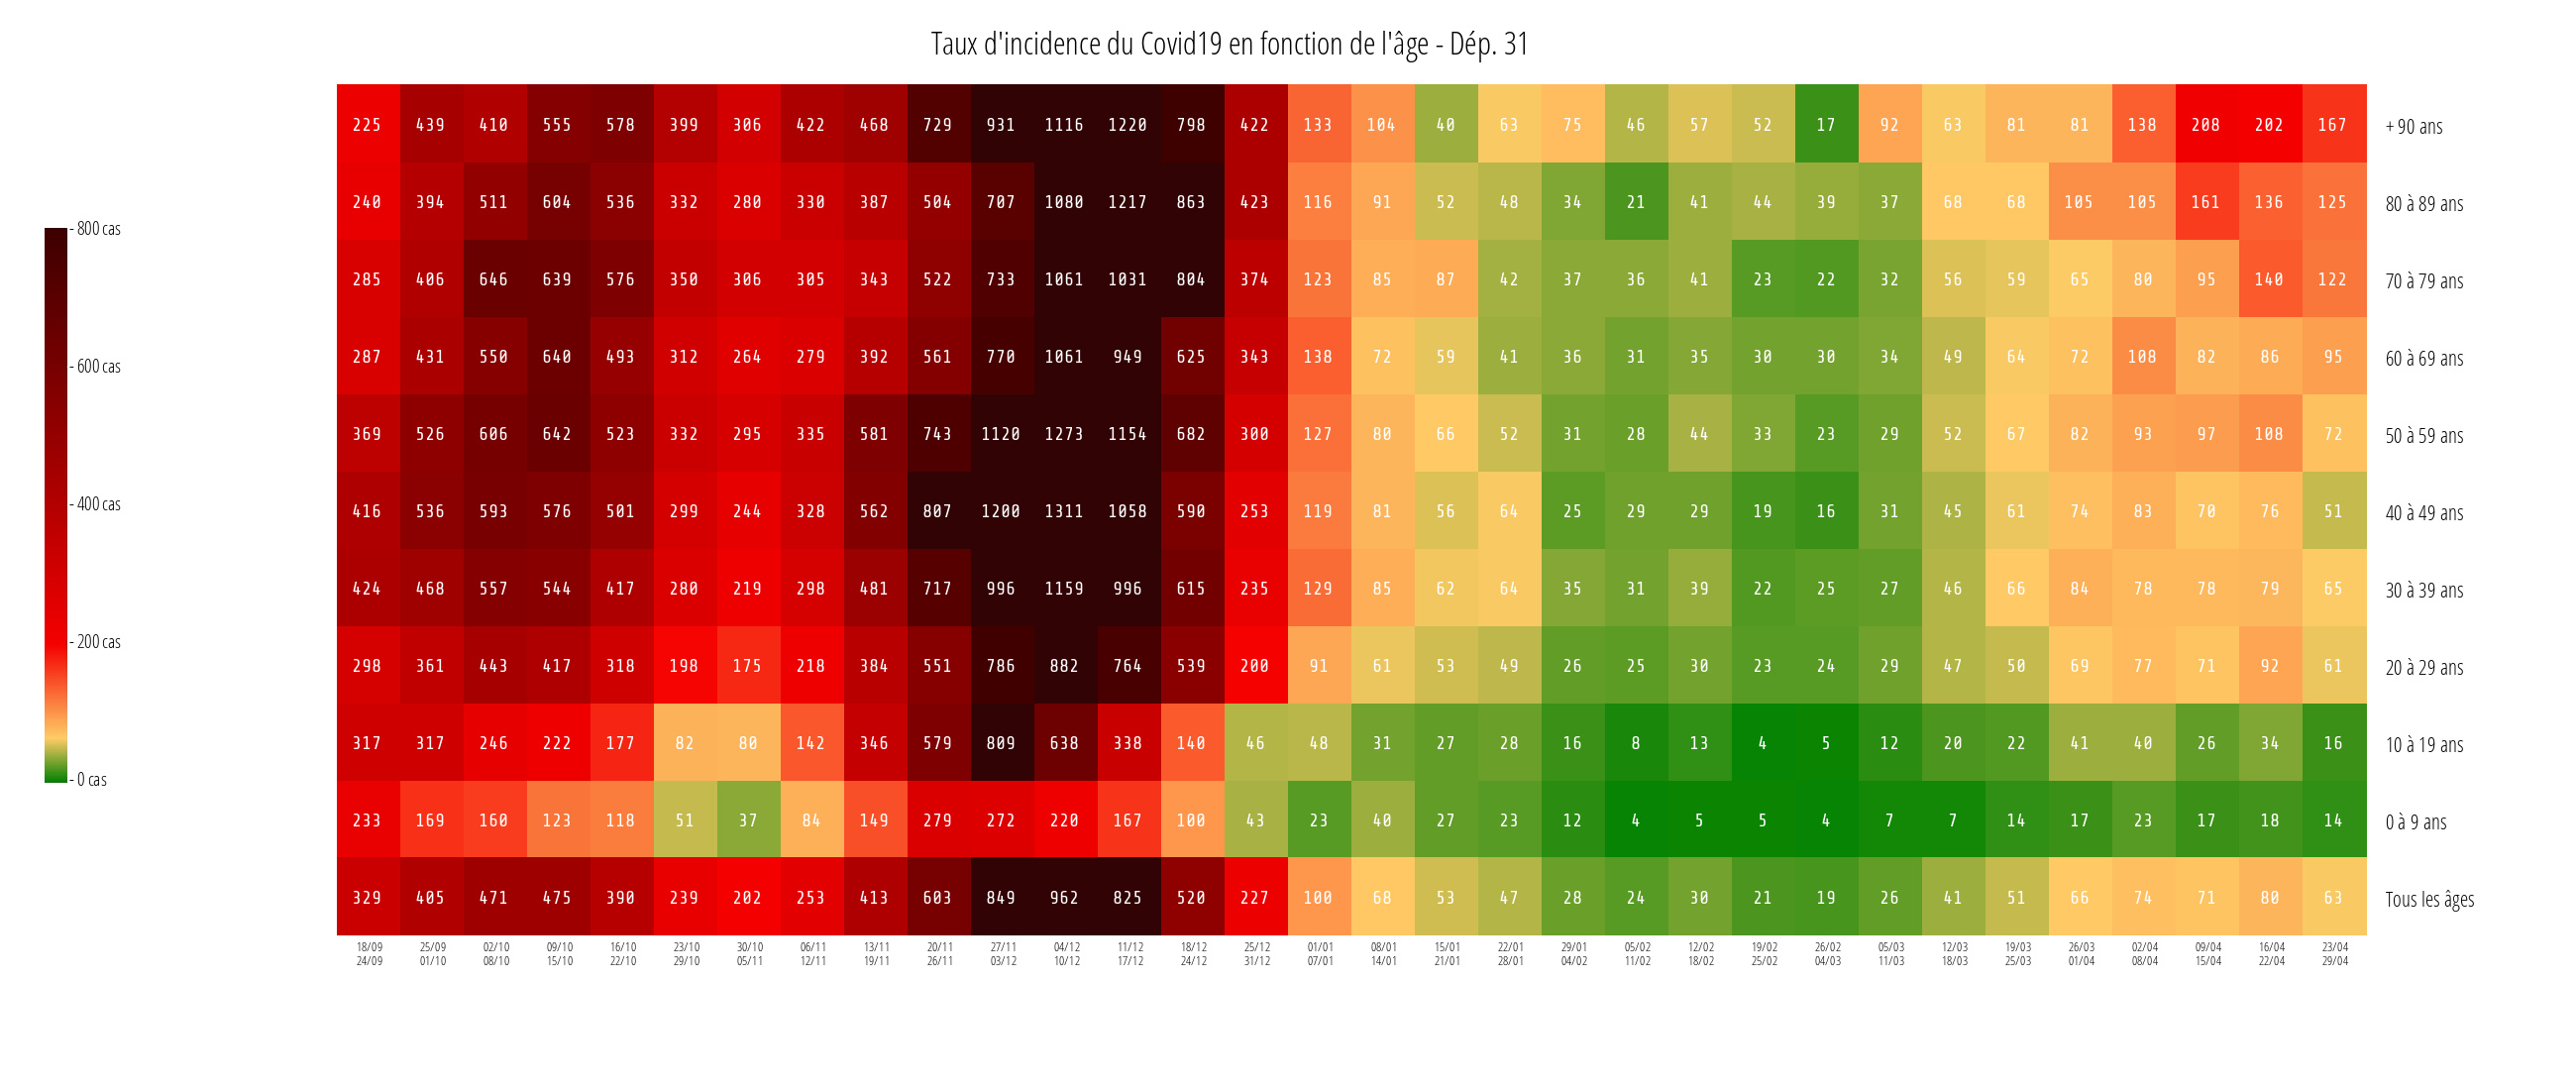 Taux d'incidence du Covid19 en fonction de l'âge - Dép. 31
- 800 cas
- 600 cas
- 400 cas
- 200 cas
- 0 cas
225 439 410 555 578 399 306 422 468 729 931 1116 1220 798 422 133 104 40 63 75 46 57 52 17 92 63 81 81 138 208 202 167 + 90 ans
240 394 511 604 536 332 280 330 387 504 707 1080 1217 863 423 116 91 52 48 34 21 41 44 39 37 68 68 105 105 161 136 125 80 à 89 ans
285 406 646 639 576 350 306 305 343 522 733 1061 1031 804 374 123 85 87 42 37 36 41 23 22 32 56 59 65 80 95 140 122 70 à 79 ans
287 431 550 640 493 312 264 279 392 561 770 1061 949 625 343 138 72 59 41 36 31 35 30 30 34 49 64 72 108 82 86 95 60 à 69 ans
369 526 606 642 523 332 295 335 581 743 1120 1273 1154 682 300 127 80 66 52 31 28 44 33 23 29 52 67 82 93 97 108 72 50 à 59 ans
416 536 593 576 501 299 244 328 562 807 1200 1311 1058 590 253 119 81 56 64 25 29 29 19 16 31 45 61 74 83 70 76 51 40 à 49 ans
424 468 557 544 417 280 219 298 481 717 996 1159 996 615 235 129 85 62 64 35 31 39 22 25 27 46 66 84 78 78 79 65 30 à 39 ans
298 361 443 417 318 198 175 218 384 551 786 882 764 539 200 91 61 53 49 26 25 30 23 24 29 47 50 69 77 71 92 61 20 à 29 ans
317 317 246 222 177 82 80 142 346 579 809 638 338 140 46 48 31 27 28 16 8 13 4 5 12 20 22 41 40 26 34 16 10 à 19 ans
233 169 160 123 118 51 37 84 149 279 272 220 167 100 43 23 40 27 23 12 4 5 5 4 7 7 14 17 23 17 18 14 0 à 9 ans
329 405 471 475 390 239 202 253 413 603 849 962 825 520 227 100 68 53 47 28 24 30 21 19 26 41 51 66 74 71 80 63 Tous les âges
18/09 25/09 02/10 09/10 16/10 23/10 30/10 06/11 13/11 20/11 27/11 04/12 11/12 18/12 25/12 01/01 08/01 15/01 22/01 29/01 05/02 12/02 19/02 26/02 05/03 12/03 19/03 26/03 02/04 09/04 16/04 23/04
24/09 01/10 08/10 15/10 22/10 29/10 05/11 12/11 19/11 26/11 03/12 10/12 17/12 24/12 31/12 07/01 14/01 21/01 28/01 04/02 11/02 18/02 25/02 04/03 11/03 18/03 25/03 01/04 08/04 15/04 22/04 29/04